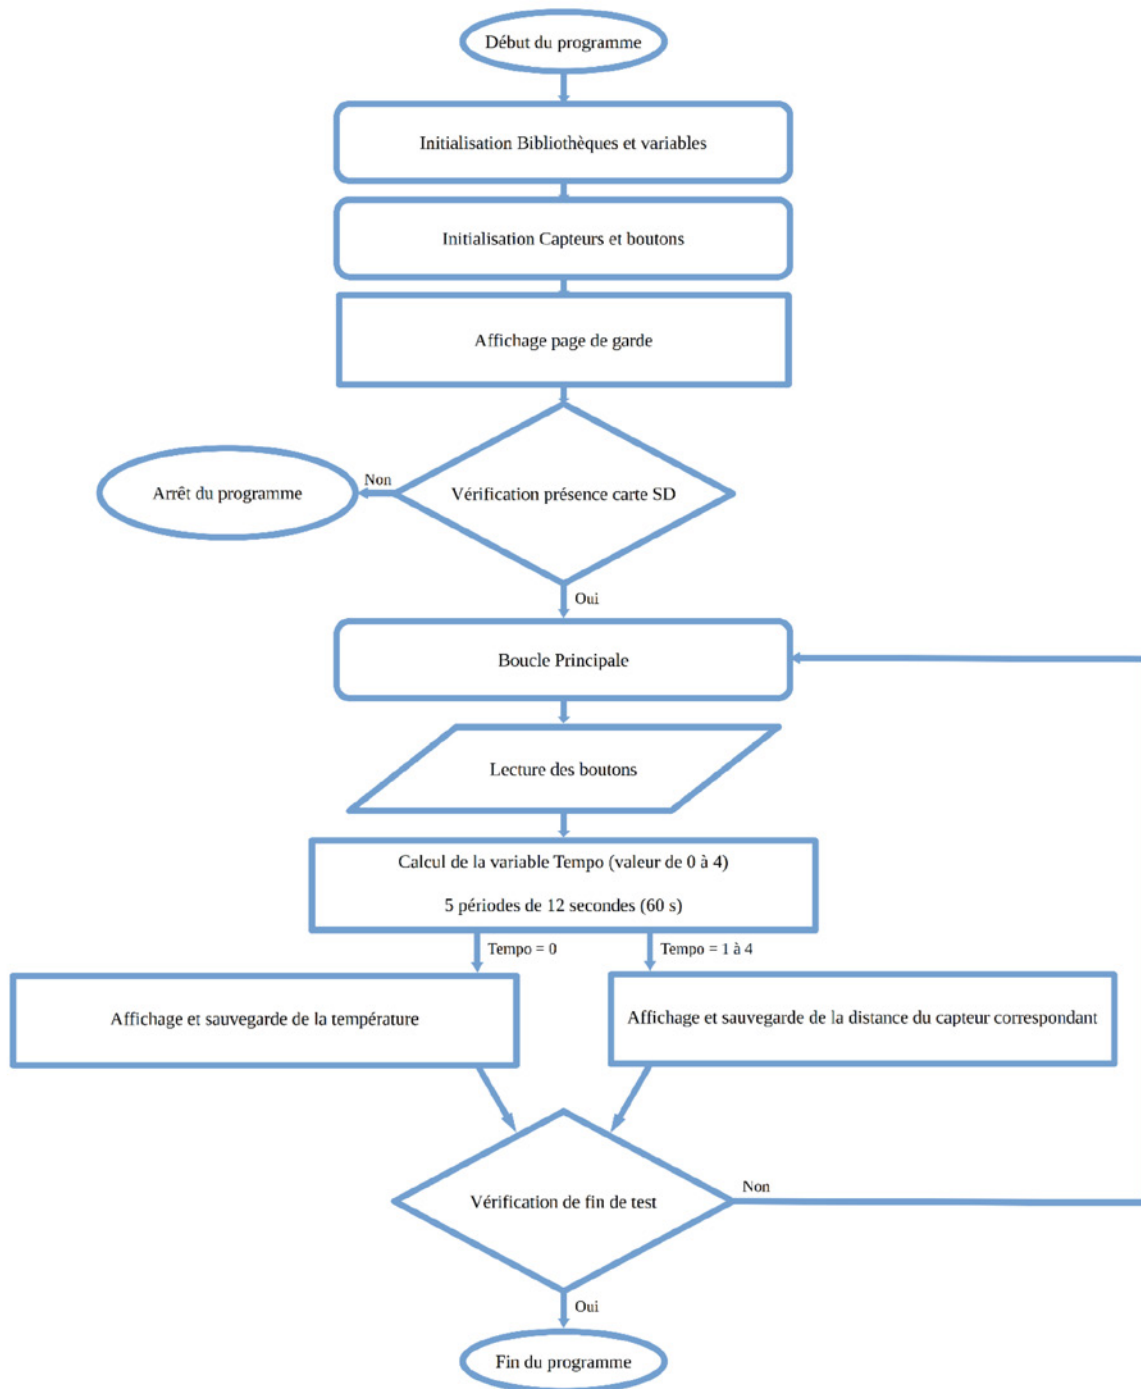 Début du programme
Initialisation Bibliothèques et variables
Initialisation Capteurs et boutons
Affichage page de garde
Vérification présence carte SD
Non
Arrêt du programme
Oui
Boucle Principale
Lecture des boutons
Calcul de la variable Tempo (valeur de 0 à 4)
5 périodes de 12 secondes (60 s)
Tempo = 0
Tempo = 1 à 4
Affichage et sauvegarde de la température
Affichage et sauvegarde de la distance du capteur correspondant
Vérification de fin de test
Non
Oui
Fin du programme